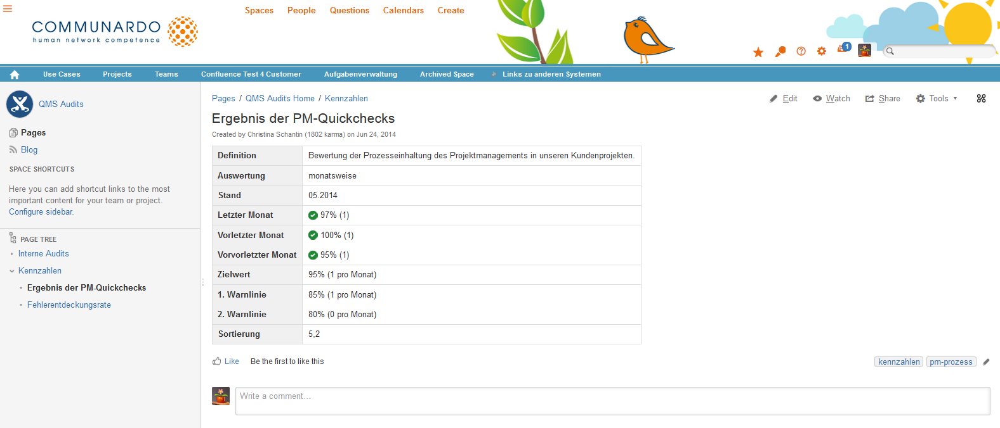 Spaces People Questions Calendars Create
COMMUNARDO
human network competence
1
Use Cases Projects Teams Confluence Test 4 Customer Aufgabenverwaltung Archived Space Links zu anderen Systemen
QMS Audits
Pages
Blog
SPACE SHORTCUTS
Here you can add shortcut links to the most
important content for your team or project.
Configure sidebar.
PAGE TREE
Interne Audits
Kennzahlen
Ergebnis der PM-Quickchecks
Fehlerentdeckungsrate
Pages / QMS Audits Home / Kennzahlen
Edit Watch Share Tools
Ergebnis der PM-Quickchecks
Created by Christina Schantin (1802 karma) on Jun 24, 2014
Definition Bewertung der Prozesseinhaltung des Projektmanagements in unseren Kundenprojekten.
Auswertung monatsweise
Stand 05.2014
Letzter Monat 97% (1)
Vorletzter Monat 100% (1)
Vorvorletzter Monat 95% (1)
Zielwert 95% (1 pro Monat)
1. Warnlinie 85% (1 pro Monat)
2. Warnlinie 80% (0 pro Monat)
Sortierung 5,2
Like Be the first to like this
kennzahlen pm-prozess
Write a comment...